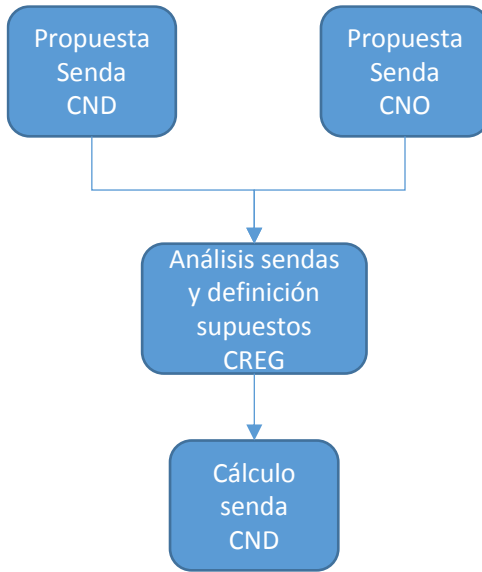 Propuesta
Senda
CND
Propuesta
Senda
CNO
Análisis sendas
y definición
supuestos
CREG
Cálculo
senda
CND